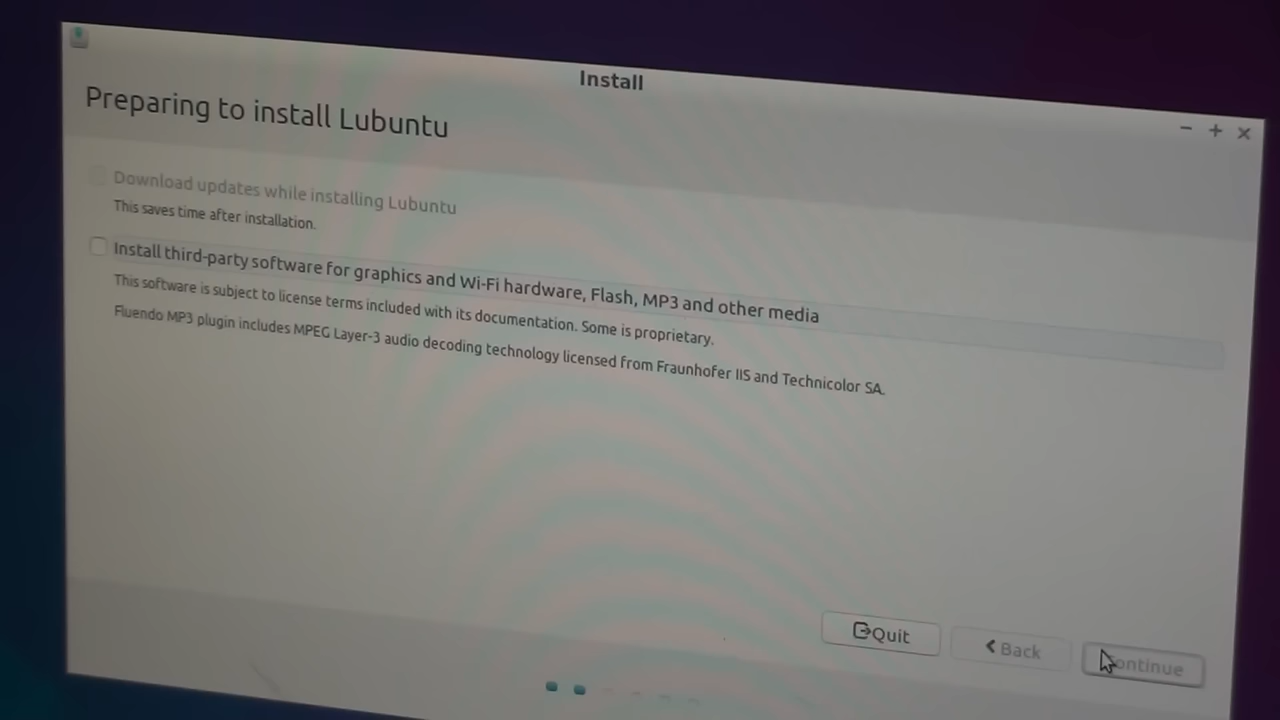 Install
Preparing to install Lubuntu
Download updates while installing Lubuntu
This saves time after installation.
Install third-party software for graphics and Wi-Fi hardware, Flash, MP3 and other media
This software is subject to license terms included with its documentation. Some is proprietary.
Fluendo MP3 plugin includes MPEG Layer-3 audio decoding technology licensed from Fraunhofer IIS and Technicolor SA.
Quit
Back
Continue